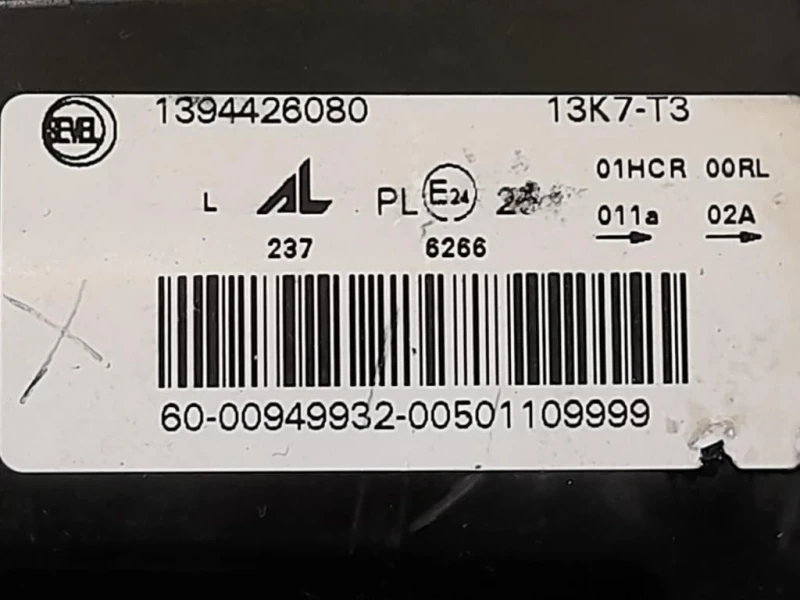 SEVEL 1394426080 13K7-T3
L AL PL E24 01HCR 00RL
011a 02A
237 6266
60-00949932-00501109999